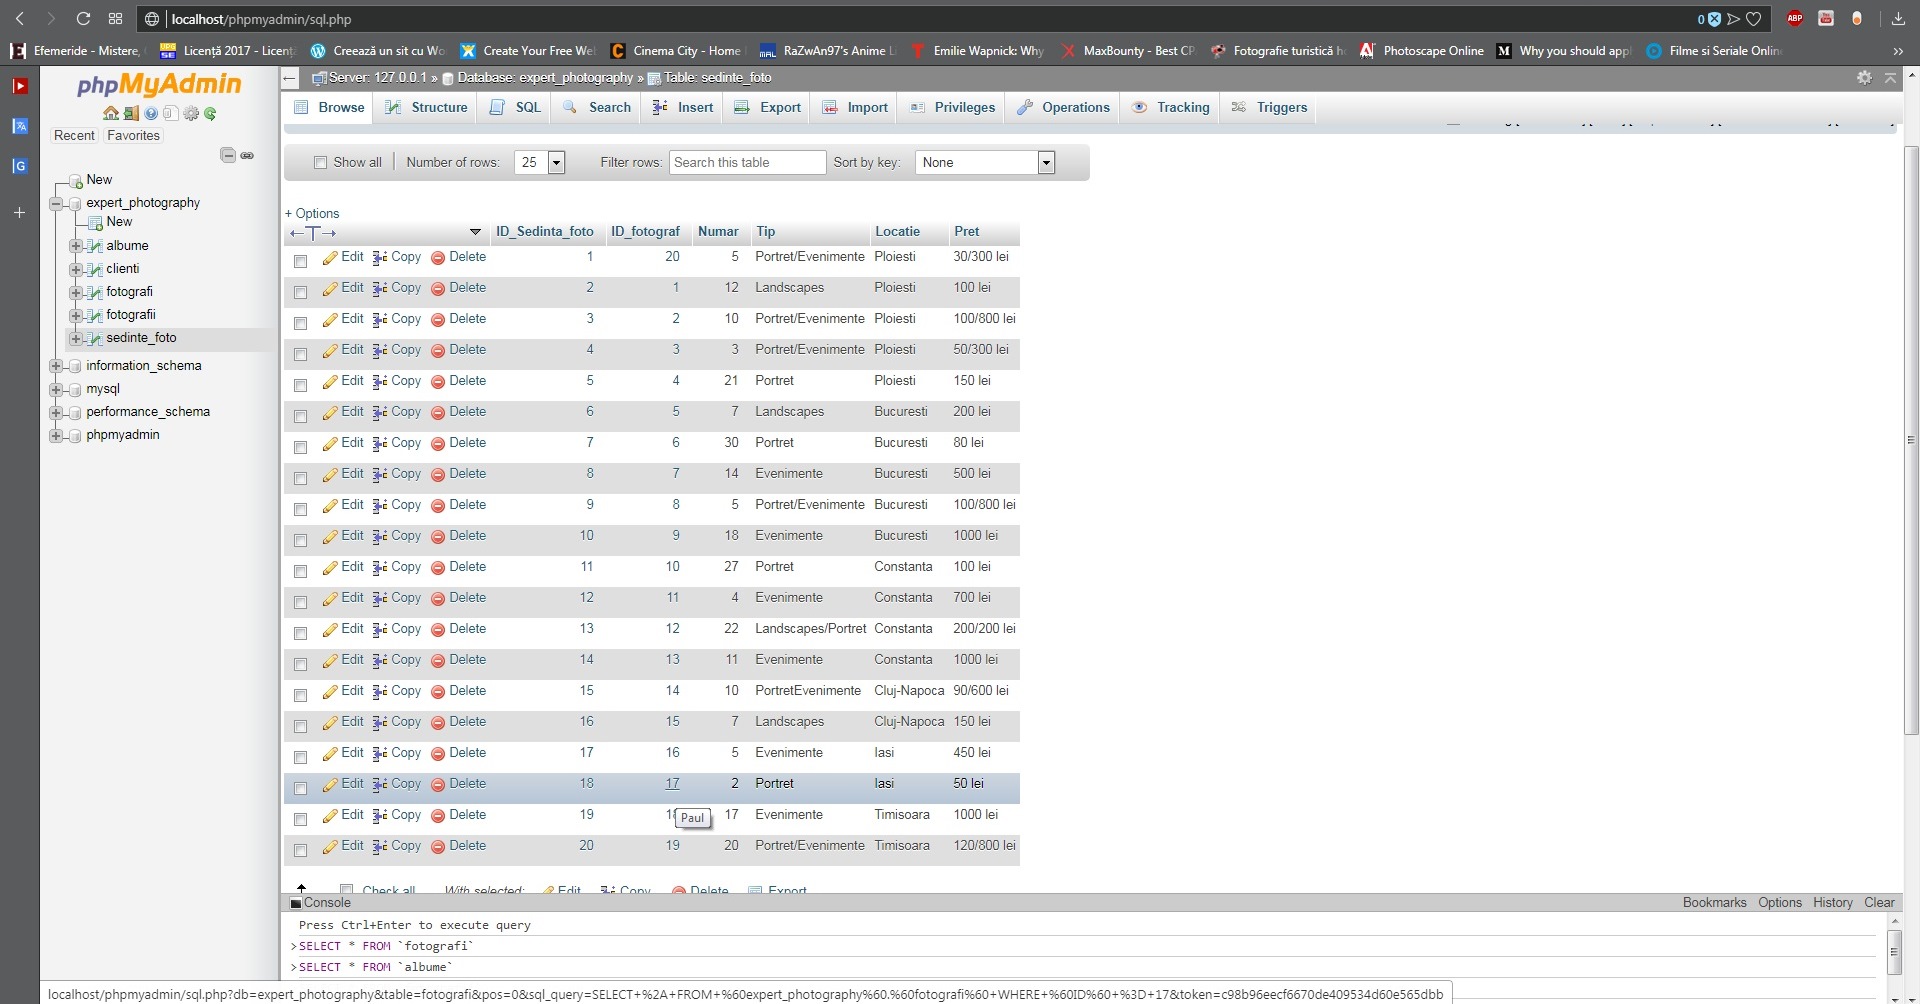 localhost/phpmyadmin/sql.php
0
ABP
Efemeride - Mistere,
Licență 2017 - Licenț
Creează un sit cu Wo
Create Your Free We
Cinema City - Home
RaZwAn97's Anime L
Emilie Wapnick: Why
MaxBounty - Best CP
Fotografie turistică h
Photoscape Online
Why you should app
Filme si Seriale Onlin
phpMyAdmin
Recent Favorites
New
expert_photography
New
albume
clienti
fotografi
fotografii
sedinte_foto
information_schema
mysql
performance_schema
phpmyadmin
Server: 127.0.0.1 » Database: expert_photography » Table: sedinte_foto
Browse Structure SQL Search Insert Export Import Privileges Operations Tracking Triggers
Show all Number of rows: 25 Filter rows: Search this table Sort by key: None
+ Options
ID_Sedinta_foto ID_fotograf Numar Tip Locatie Pret
Edit Copy Delete 1 20 5 Portret/Evenimente Ploiesti 30/300 lei
Edit Copy Delete 2 1 12 Landscapes Ploiesti 100 lei
Edit Copy Delete 3 2 10 Portret/Evenimente Ploiesti 100/800 lei
Edit Copy Delete 4 3 3 Portret/Evenimente Ploiesti 50/300 lei
Edit Copy Delete 5 4 21 Portret Ploiesti 150 lei
Edit Copy Delete 6 5 7 Landscapes Bucuresti 200 lei
Edit Copy Delete 7 6 30 Portret Bucuresti 80 lei
Edit Copy Delete 8 7 14 Evenimente Bucuresti 500 lei
Edit Copy Delete 9 8 5 Portret/Evenimente Bucuresti 100/800 lei
Edit Copy Delete 10 9 18 Evenimente Bucuresti 1000 lei
Edit Copy Delete 11 10 27 Portret Constanta 100 lei
Edit Copy Delete 12 11 4 Evenimente Constanta 700 lei
Edit Copy Delete 13 12 22 Landscapes/Portret Constanta 200/200 lei
Edit Copy Delete 14 13 11 Evenimente Constanta 1000 lei
Edit Copy Delete 15 14 10 PortretEvenimente Cluj-Napoca 90/600 lei
Edit Copy Delete 16 15 7 Landscapes Cluj-Napoca 150 lei
Edit Copy Delete 17 16 5 Evenimente Iasi 450 lei
Edit Copy Delete 18 17 2 Portret Iasi 50 lei
Edit Copy Delete 19 17 Evenimente Timisoara 1000 lei
Paul
Edit Copy Delete 20 19 20 Portret/Evenimente Timisoara 120/800 lei
Check all With selected: Edit Copy Delete Export
Console Bookmarks Options History Clear
Press Ctrl+Enter to execute query
>SELECT * FROM `fotografi`
>SELECT * FROM `albume`
localhost/phpmyadmin/sql.php?db=expert_photography&table=fotografi&pos=0&sql_query=SELECT+%2A+FROM+%60expert_photography%60.%60fotografi%60+WHERE+%60ID%60+%3D+17&token=c98b96eecf6670de409534d60e565dbb